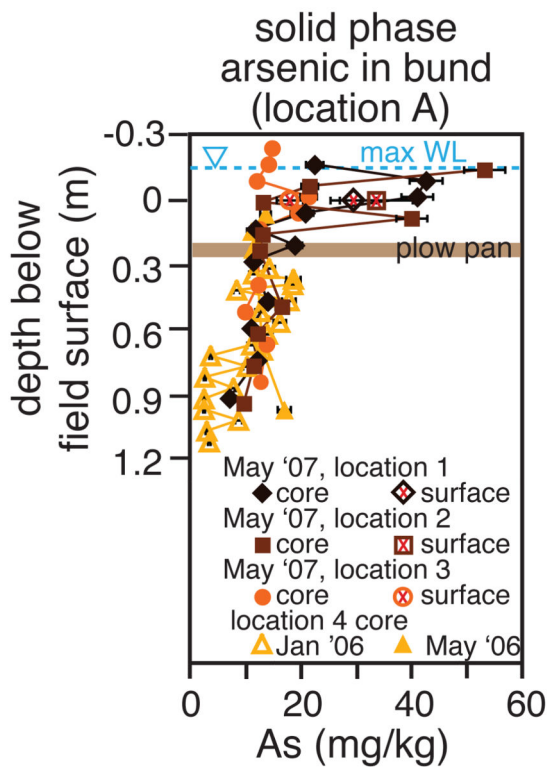 solid phase
arsenic in bund
(location A)
-0.3
max WL
0
plow pan
0.3
0.6
0.9
1.2
depth below
field surface (m)
May ‘07, location 1
core surface
May ‘07, location 2
core surface
May ‘07, location 3
core surface
location 4 core
Jan ‘06 May ‘06
0 20 40 60
As (mg/kg)